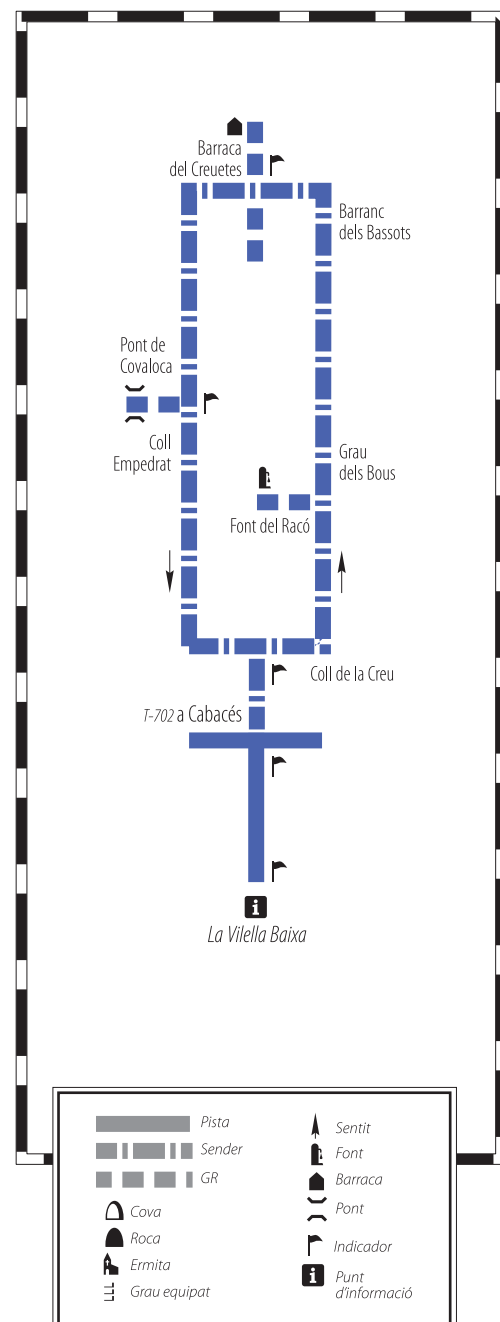 Barraca
del Creuetes
Barranc
dels Bassots
Pont de
Covaloca
Coll
Empedrat
Grau
dels Bous
Font del Racó
Coll de la Creu
T-702 a Cabacés
i
La Vilella Baixa
Pista
Sender
GR
Cova
Roca
Ermita
Grau equipat
Sentit
Font
Barraca
Pont
Indicador
i
Punt
d'informació